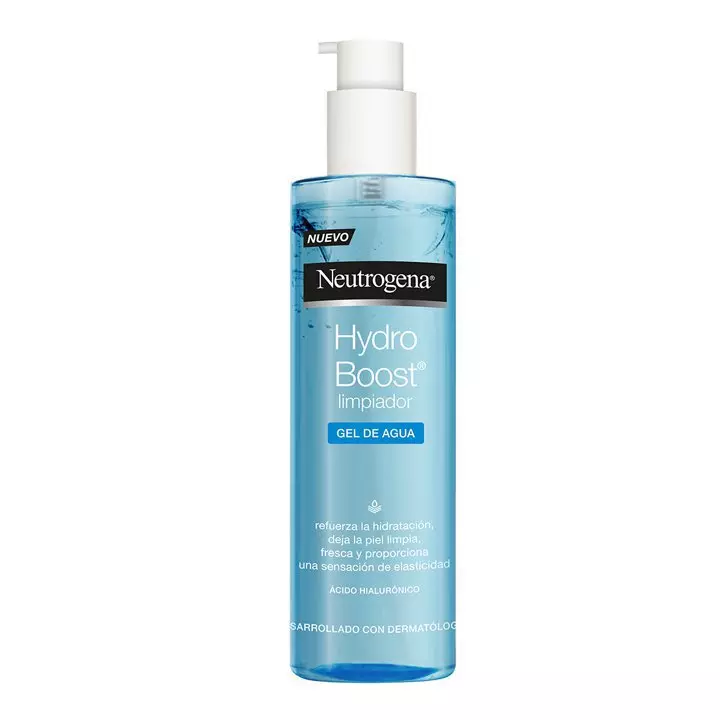 NUEVO
Neutrogena®
Hydro
Boost®
limpiador
GEL DE AGUA
refuerza la hidratación,
deja la piel limpia,
fresca y proporciona
una sensación de elasticidad
ÁCIDO HIALURÓNICO
SARROLLADO CON DERMATÓLOG